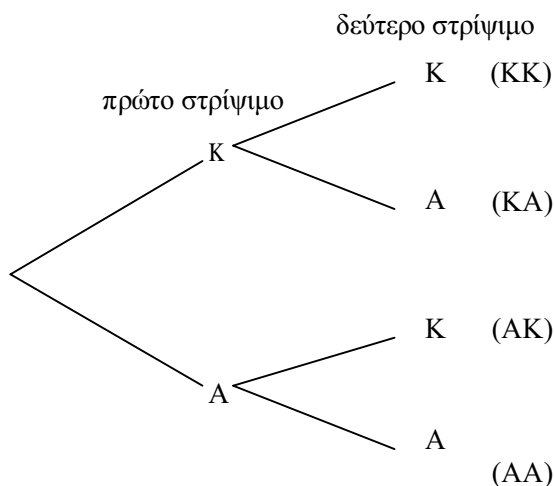 δεύτερο στρίψιμο
Κ (ΚΚ)
πρώτο στρίψιμο
Κ
Α (ΚΑ)
Κ (ΑΚ)
Α
Α
(ΑΑ)